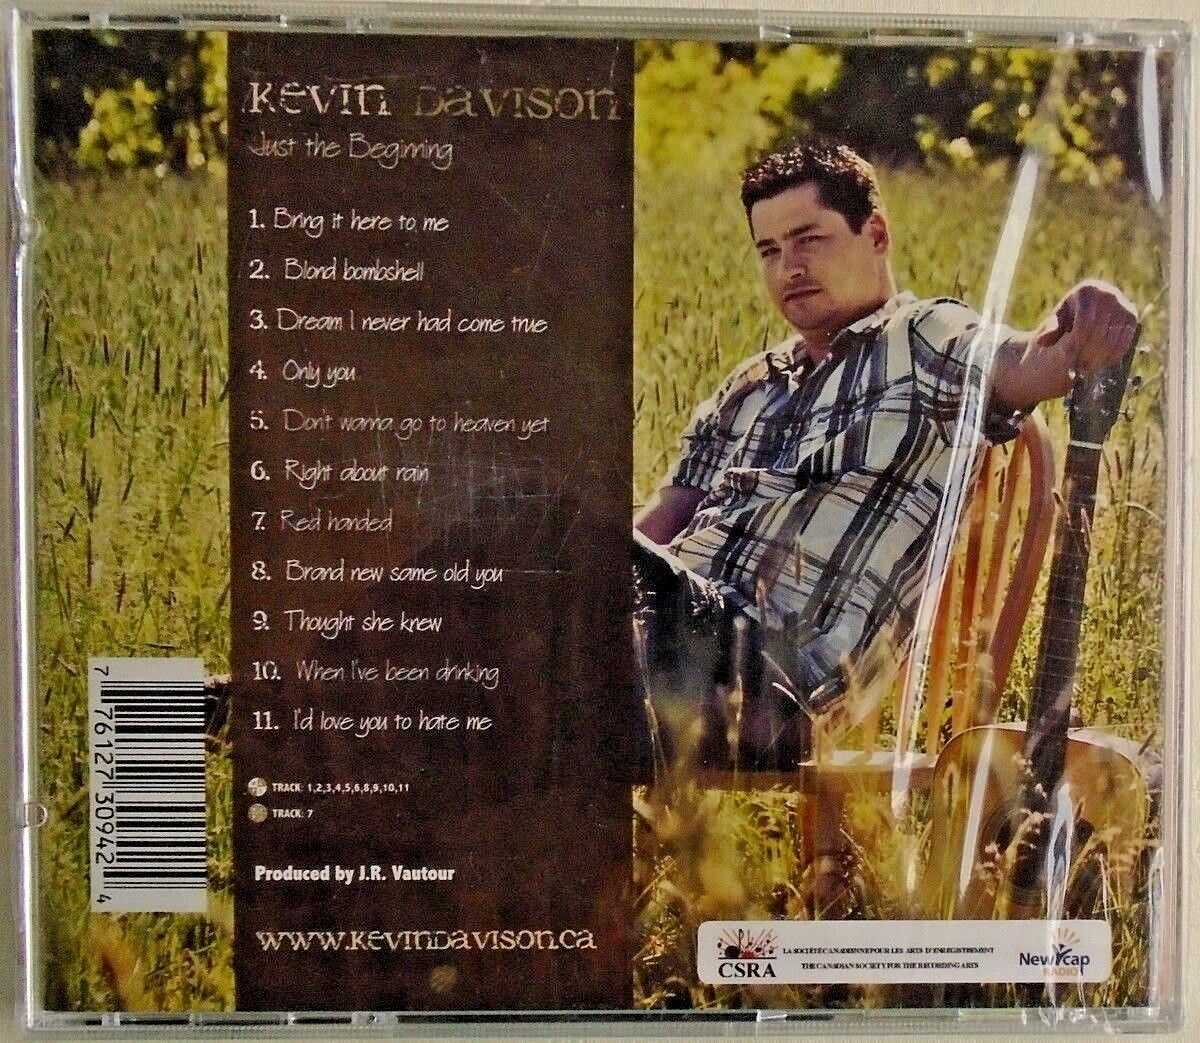 Kevin Davison
Just the Beginning
1. Bring it here to me
2. Blond bombshell
3. Dream I never had come true
4. Only you
5. Don't wanna go to heaven yet
6. Right about rain
7. Red handed
8. Brand new same old you
9. Thought she knew
10. When I've been drinking
11. I'd love you to hate me
TRACK: 1,2,3,4,5,6,8,9,10,11
TRACK: 7
Produced by J.R. Vautour
www.kevindavison.ca
7 76127 30942 4
CSRA
LA SOCIÉTÉ CANADIENNE POUR LES ARTS D'ENREGISTREMENT
THE CANADIAN SOCIETY FOR THE RECORDING ARTS
Newcap
RADIO